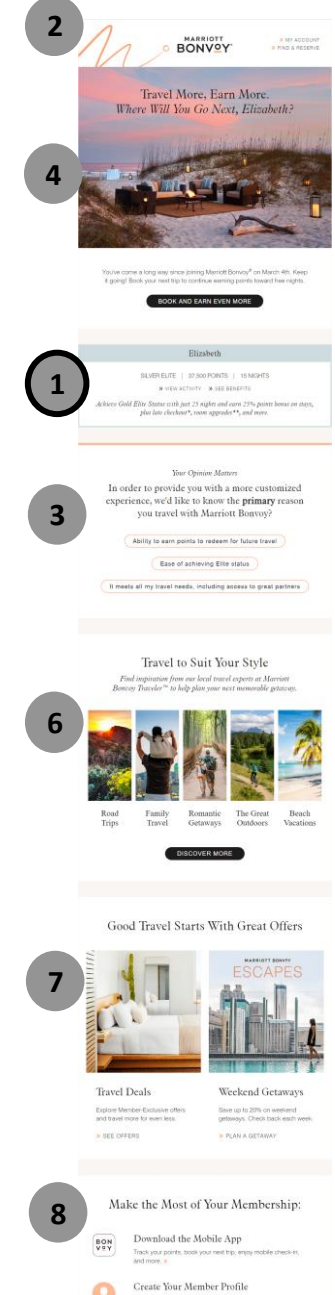 2
MARRIOTT
BONVOY
» MY ACCOUNT
» FIND & RESERVE
Travel More, Earn More.
Where Will You Go Next, Elizabeth?
4
You've come a long way since joining Marriott Bonvoy® on March 4th. Keep
it going! Book your next trip to continue earning points toward free nights.
BOOK AND EARN EVEN MORE
Elizabeth
1
SILVER ELITE | 37,500 POINTS | 15 NIGHTS
» VIEW ACTIVITY » SEE BENEFITS
Achieve Gold Elite Status with just 25 nights and earn 25% points bonus on stays,
plus late checkout*, room upgrades**, and more.
Your Opinion Matters
3
In order to provide you with a more customized
experience, we'd like to know the primary reason
you travel with Marriott Bonvoy?
Ability to earn points to redeem for future travel
Ease of achieving Elite status
It meets all my travel needs, including access to great partners
Travel to Suit Your Style
Find inspiration from our local travel experts at Marriott
Bonvoy Traveler™ to help plan your next memorable getaway.
6
Road
Trips
Family
Travel
Romantic
Getaways
The Great
Outdoors
Beach
Vacations
DISCOVER MORE
Good Travel Starts With Great Offers
7
MARRIOTT BONVOY
ESCAPES
Travel Deals
Explore Member-Exclusive offers
and travel more for even less.
» SEE OFFERS
Weekend Getaways
Save up to 20% on weekend
getaways. Check back each week.
» PLAN A GETAWAY
8
Make the Most of Your Membership:
BON
VOY
Download the Mobile App
Track your points, book your next trip, enjoy mobile check-in,
and more. »
Create Your Member Profile